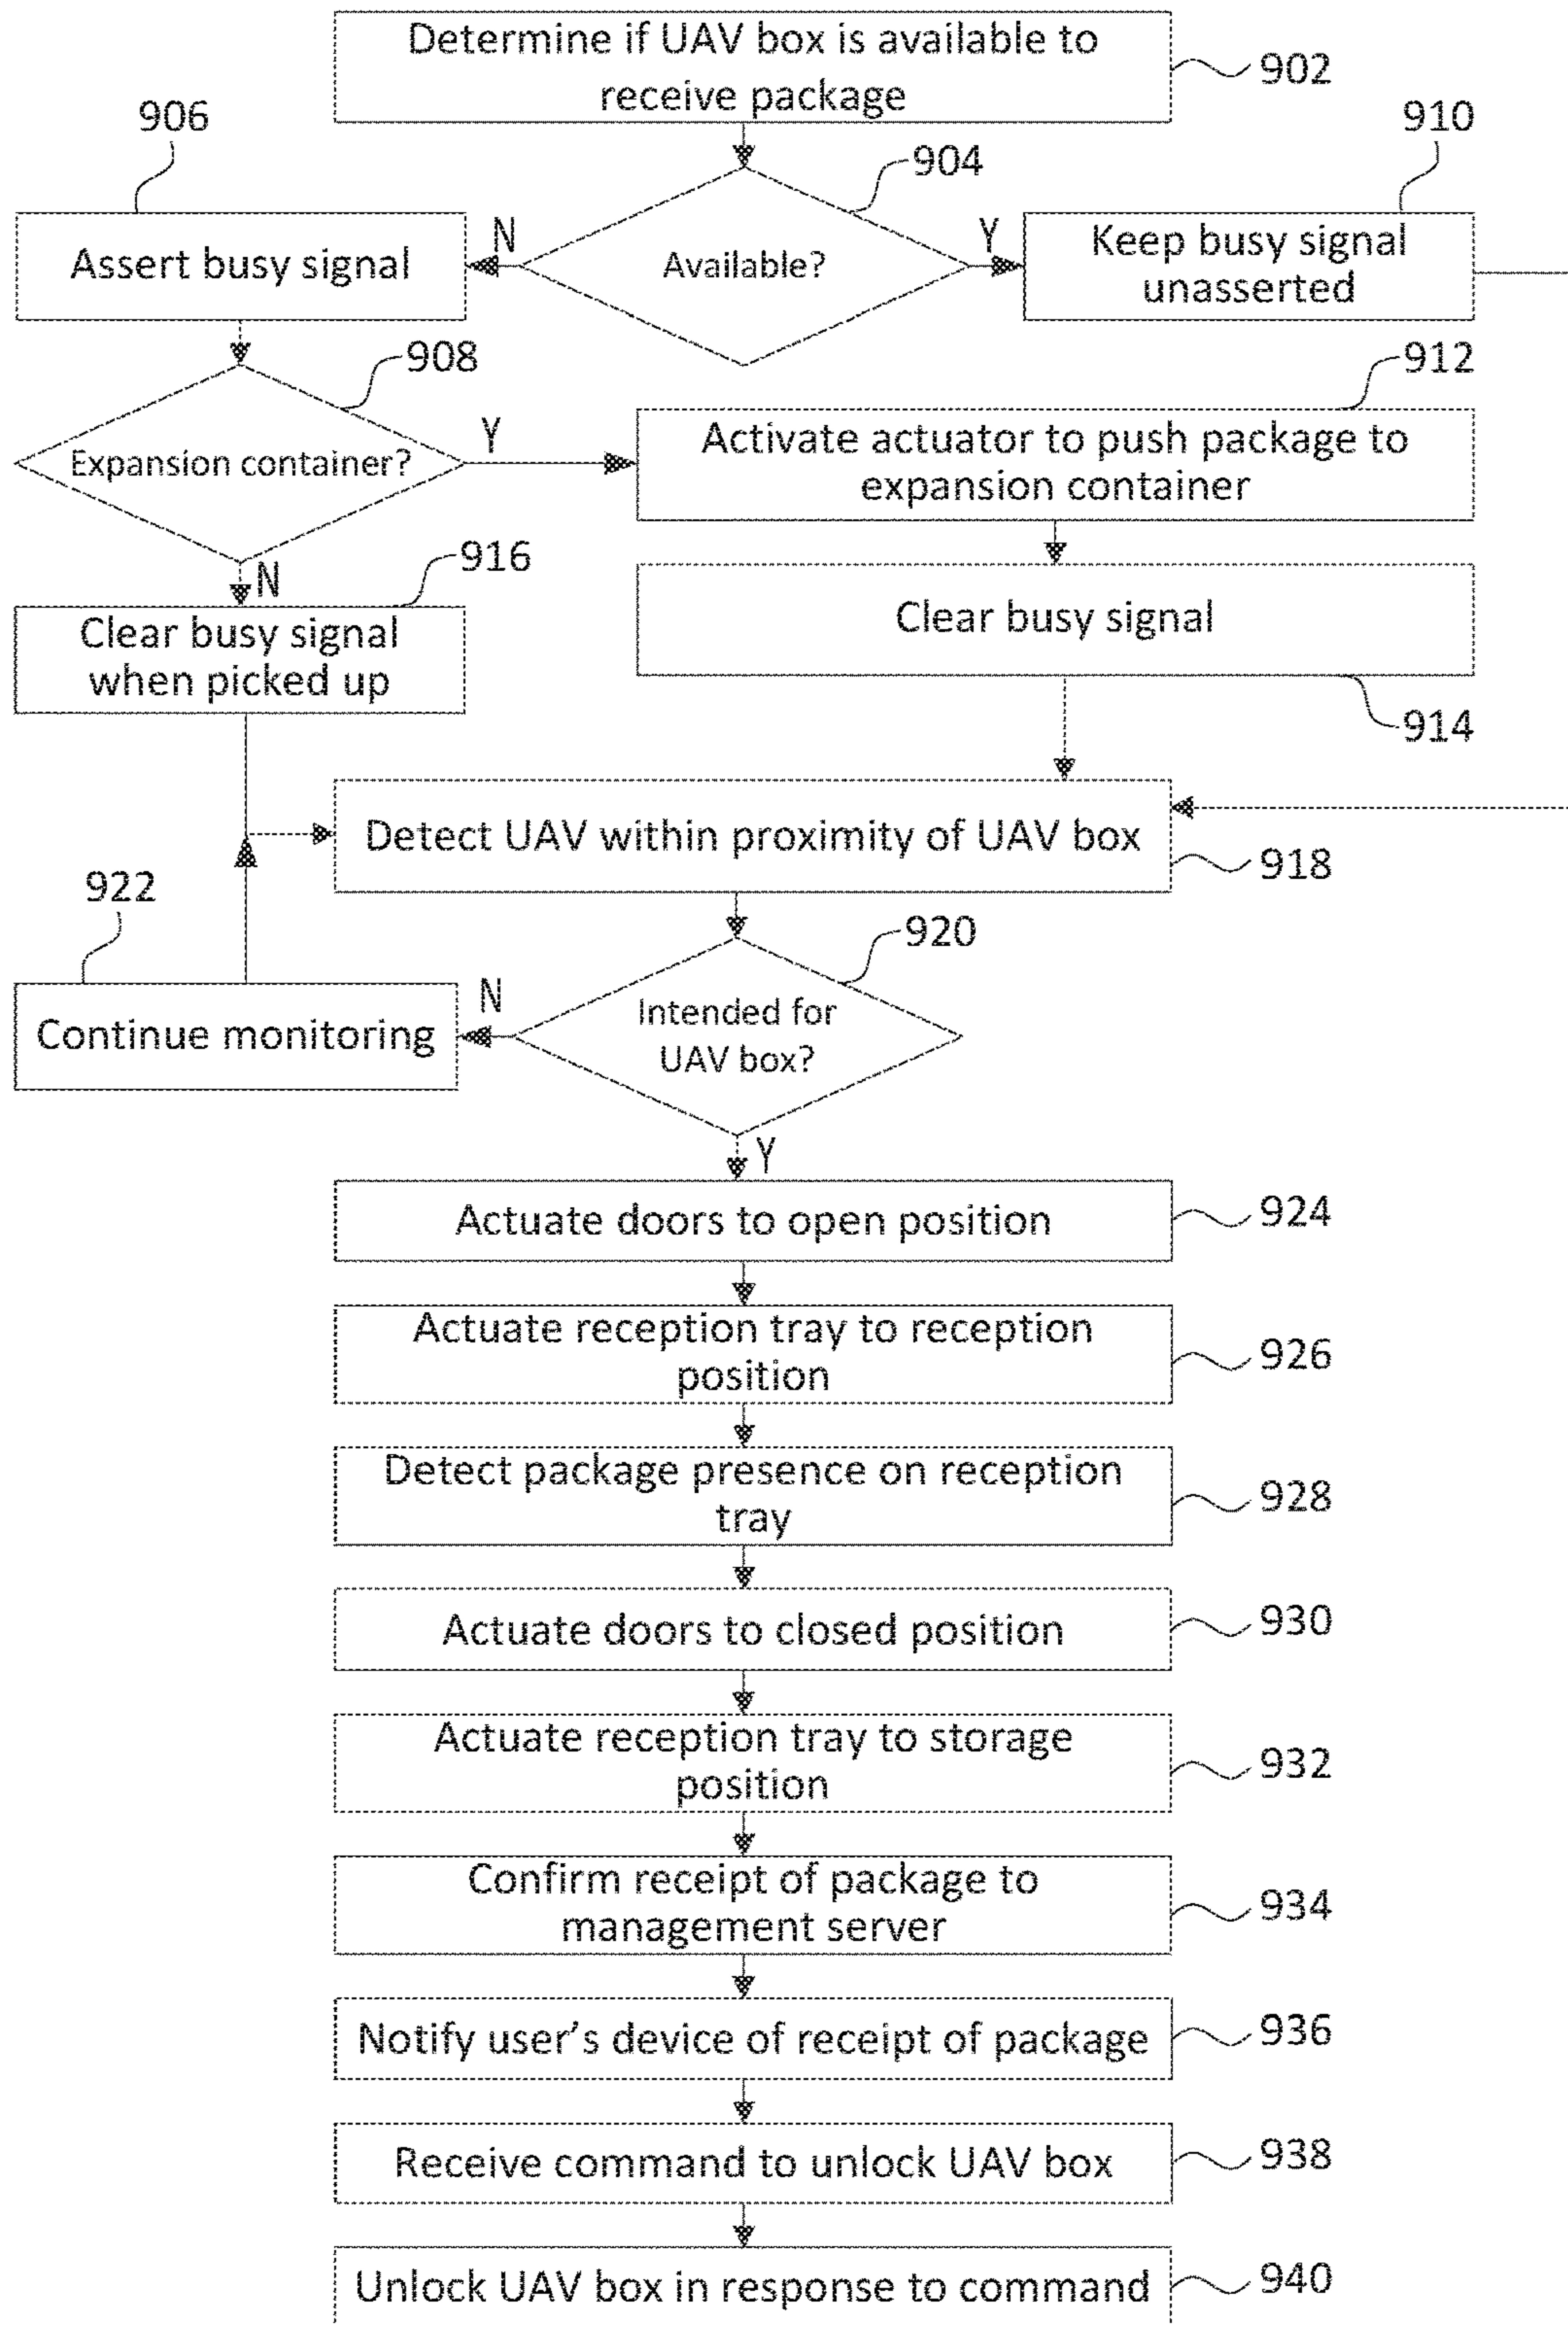 Determine if UAV box is available to
receive package
902
906
904
910
Assert busy signal
N
Available?
Y
Keep busy signal
unasserted
908
912
Expansion container?
Y
Activate actuator to push package to
expansion container
N
916
Clear busy signal
when picked up
Clear busy signal
914
Detect UAV within proximity of UAV box
918
922
920
Continue monitoring
N
Intended for
UAV box?
Y
Actuate doors to open position
924
Actuate reception tray to reception
position
926
Detect package presence on reception
tray
928
Actuate doors to closed position
930
Actuate reception tray to storage
position
932
Confirm receipt of package to
management server
934
Notify user's device of receipt of package
936
Receive command to unlock UAV box
938
Unlock UAV box in response to command
940